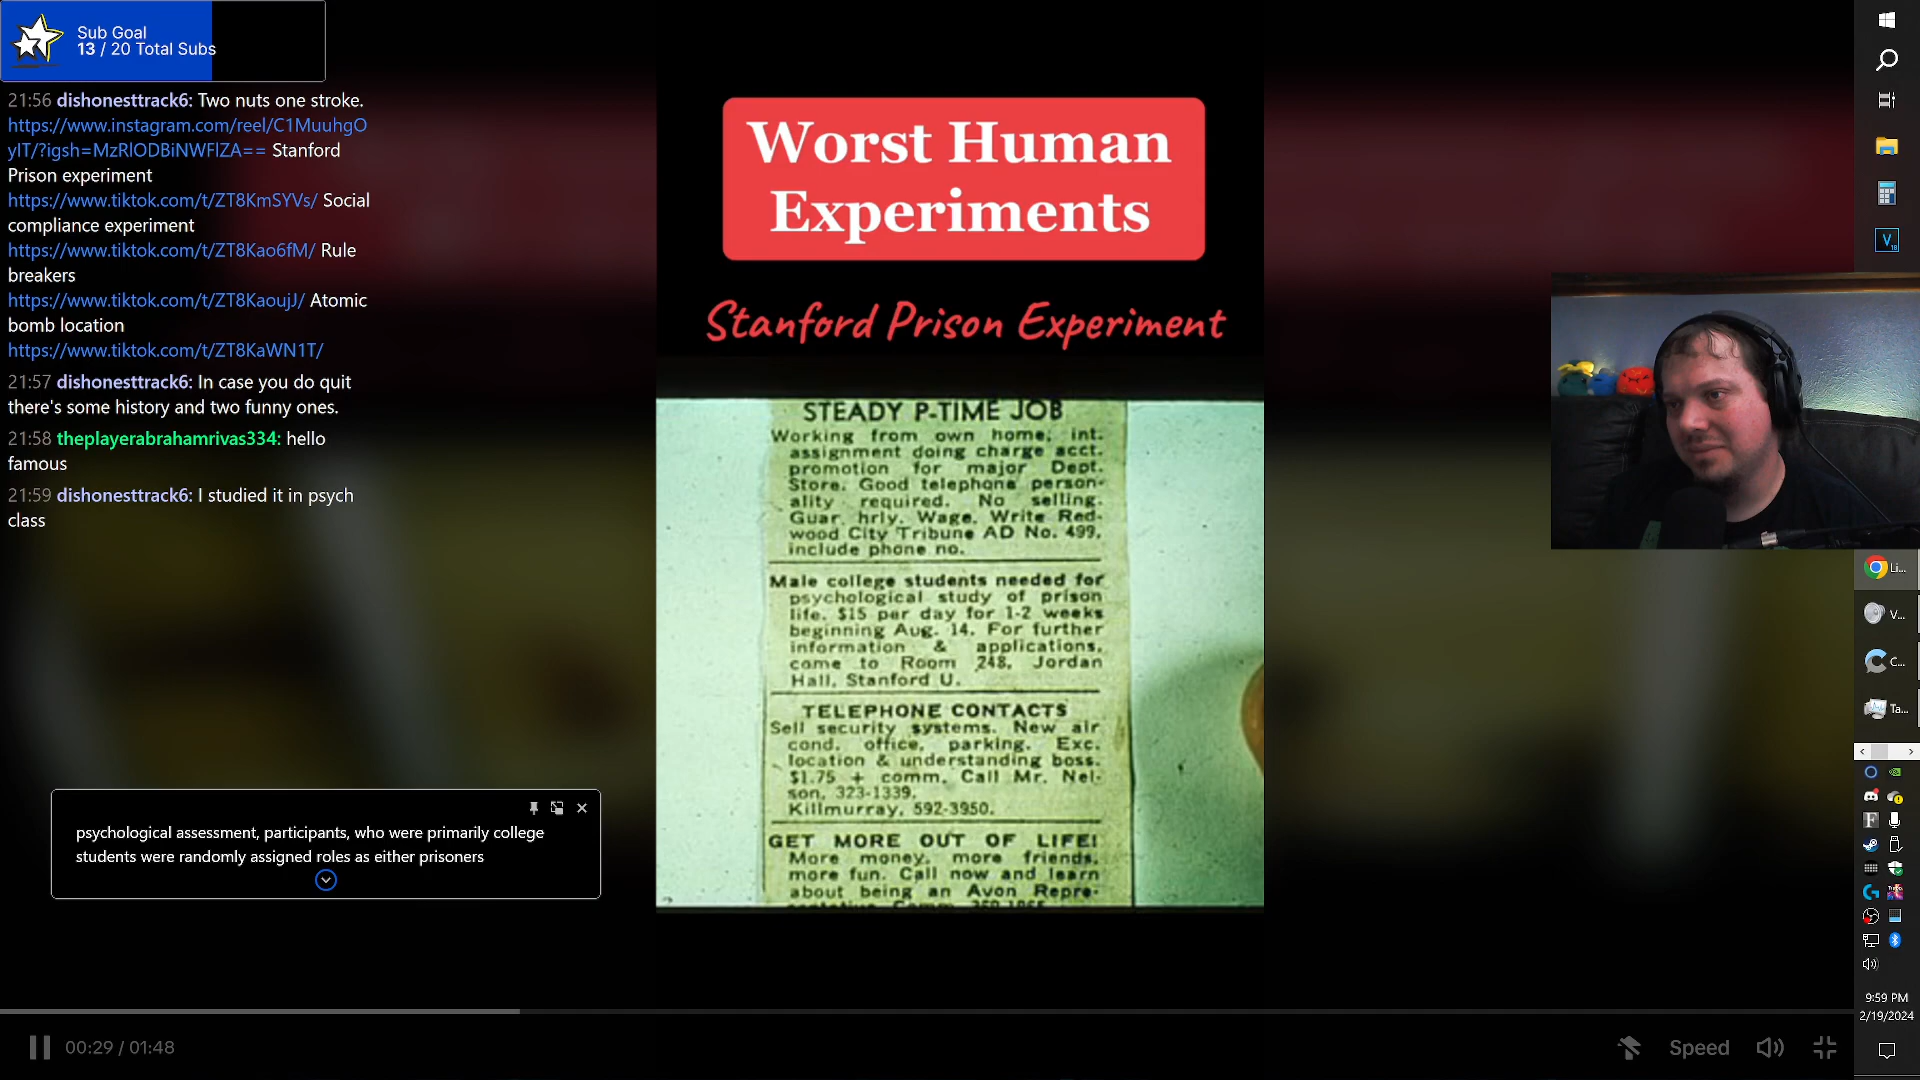 Sub Goal
13 / 20 Total Subs
21:56 dishonesttrack6: Two nuts one stroke.
https://www.instagram.com/reel/C1MuuhgO
yIT/?igsh=MzRlODBiNWFlZA== Stanford
Prison experiment
https://www.tiktok.com/t/ZT8KmSYVs/ Social
compliance experiment
https://www.tiktok.com/t/ZT8Kao6fM/ Rule
breakers
https://www.tiktok.com/t/ZT8KaoujJ/ Atomic
bomb location
https://www.tiktok.com/t/ZT8KaWN1T/
21:57 dishonesttrack6: In case you do quit
there's some history and two funny ones.
21:58 theplayerabrahamrivas334: hello
famous
21:59 dishonesttrack6: I studied it in psych
class
Worst Human
Experiments
Stanford Prison Experiment
STEADY P-TIME JOB
Working from own home; int.
assignment doing charge acct.
promotion for major Dept.
Store. Good telephone person-
ality required. No selling.
Guar. hrly. Wage. Write Red-
wood City Tribune AD No. 499,
include phone no.
Male college students needed for
psychological study of prison
life. $15 per day for 1-2 weeks
beginning Aug. 14. For further
information & applications,
come to Room 248, Jordan
Hall, Stanford U.
TELEPHONE CONTACTS
Sell security systems. New air
cond. office, parking. Exc.
location & understanding boss.
$1.75 + comm. Call Mr. Nel-
son, 323-1339.
Killmurray, 592-3950.
GET MORE OUT OF LIFE!
More money, more friends,
more fun. Call now and learn
about being an Avon Repre-
psychological assessment, participants, who were primarily college
students were randomly assigned roles as either prisoners
00:29 / 01:48
Speed
Li...
V...
C...
Ta...
9:59 PM
2/19/2024